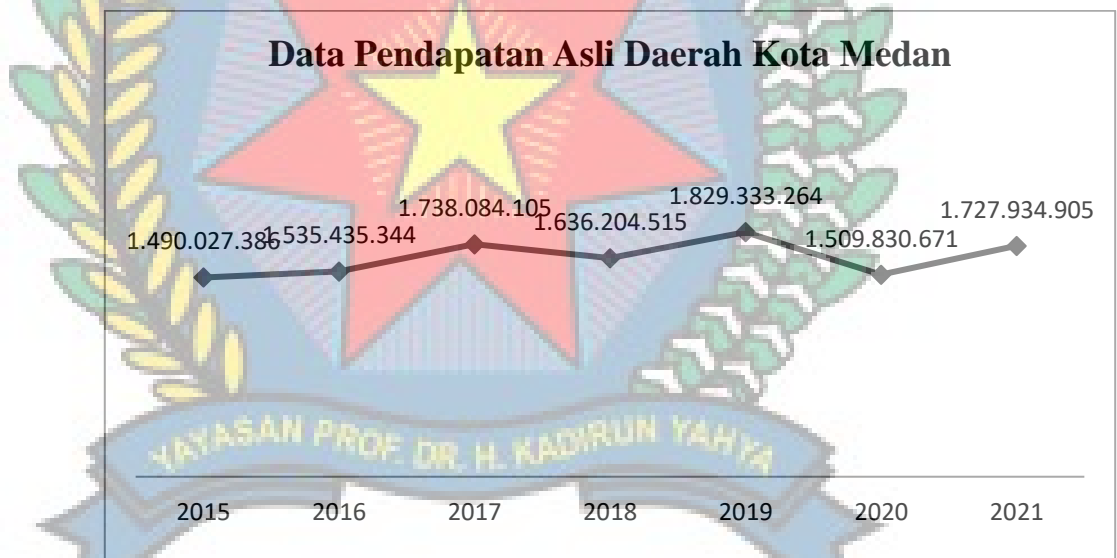 Data Pendapatan Asli Daerah Kota Medan
1.829.333.264
1.738.084.105
1.727.934.905
1.636.204.515
1.490.027.386
1.535.435.344
1.509.830.671
YAYASAN PROF. DR. H. KADIRUN YAHYA
2015 2016 2017 2018 2019 2020 2021